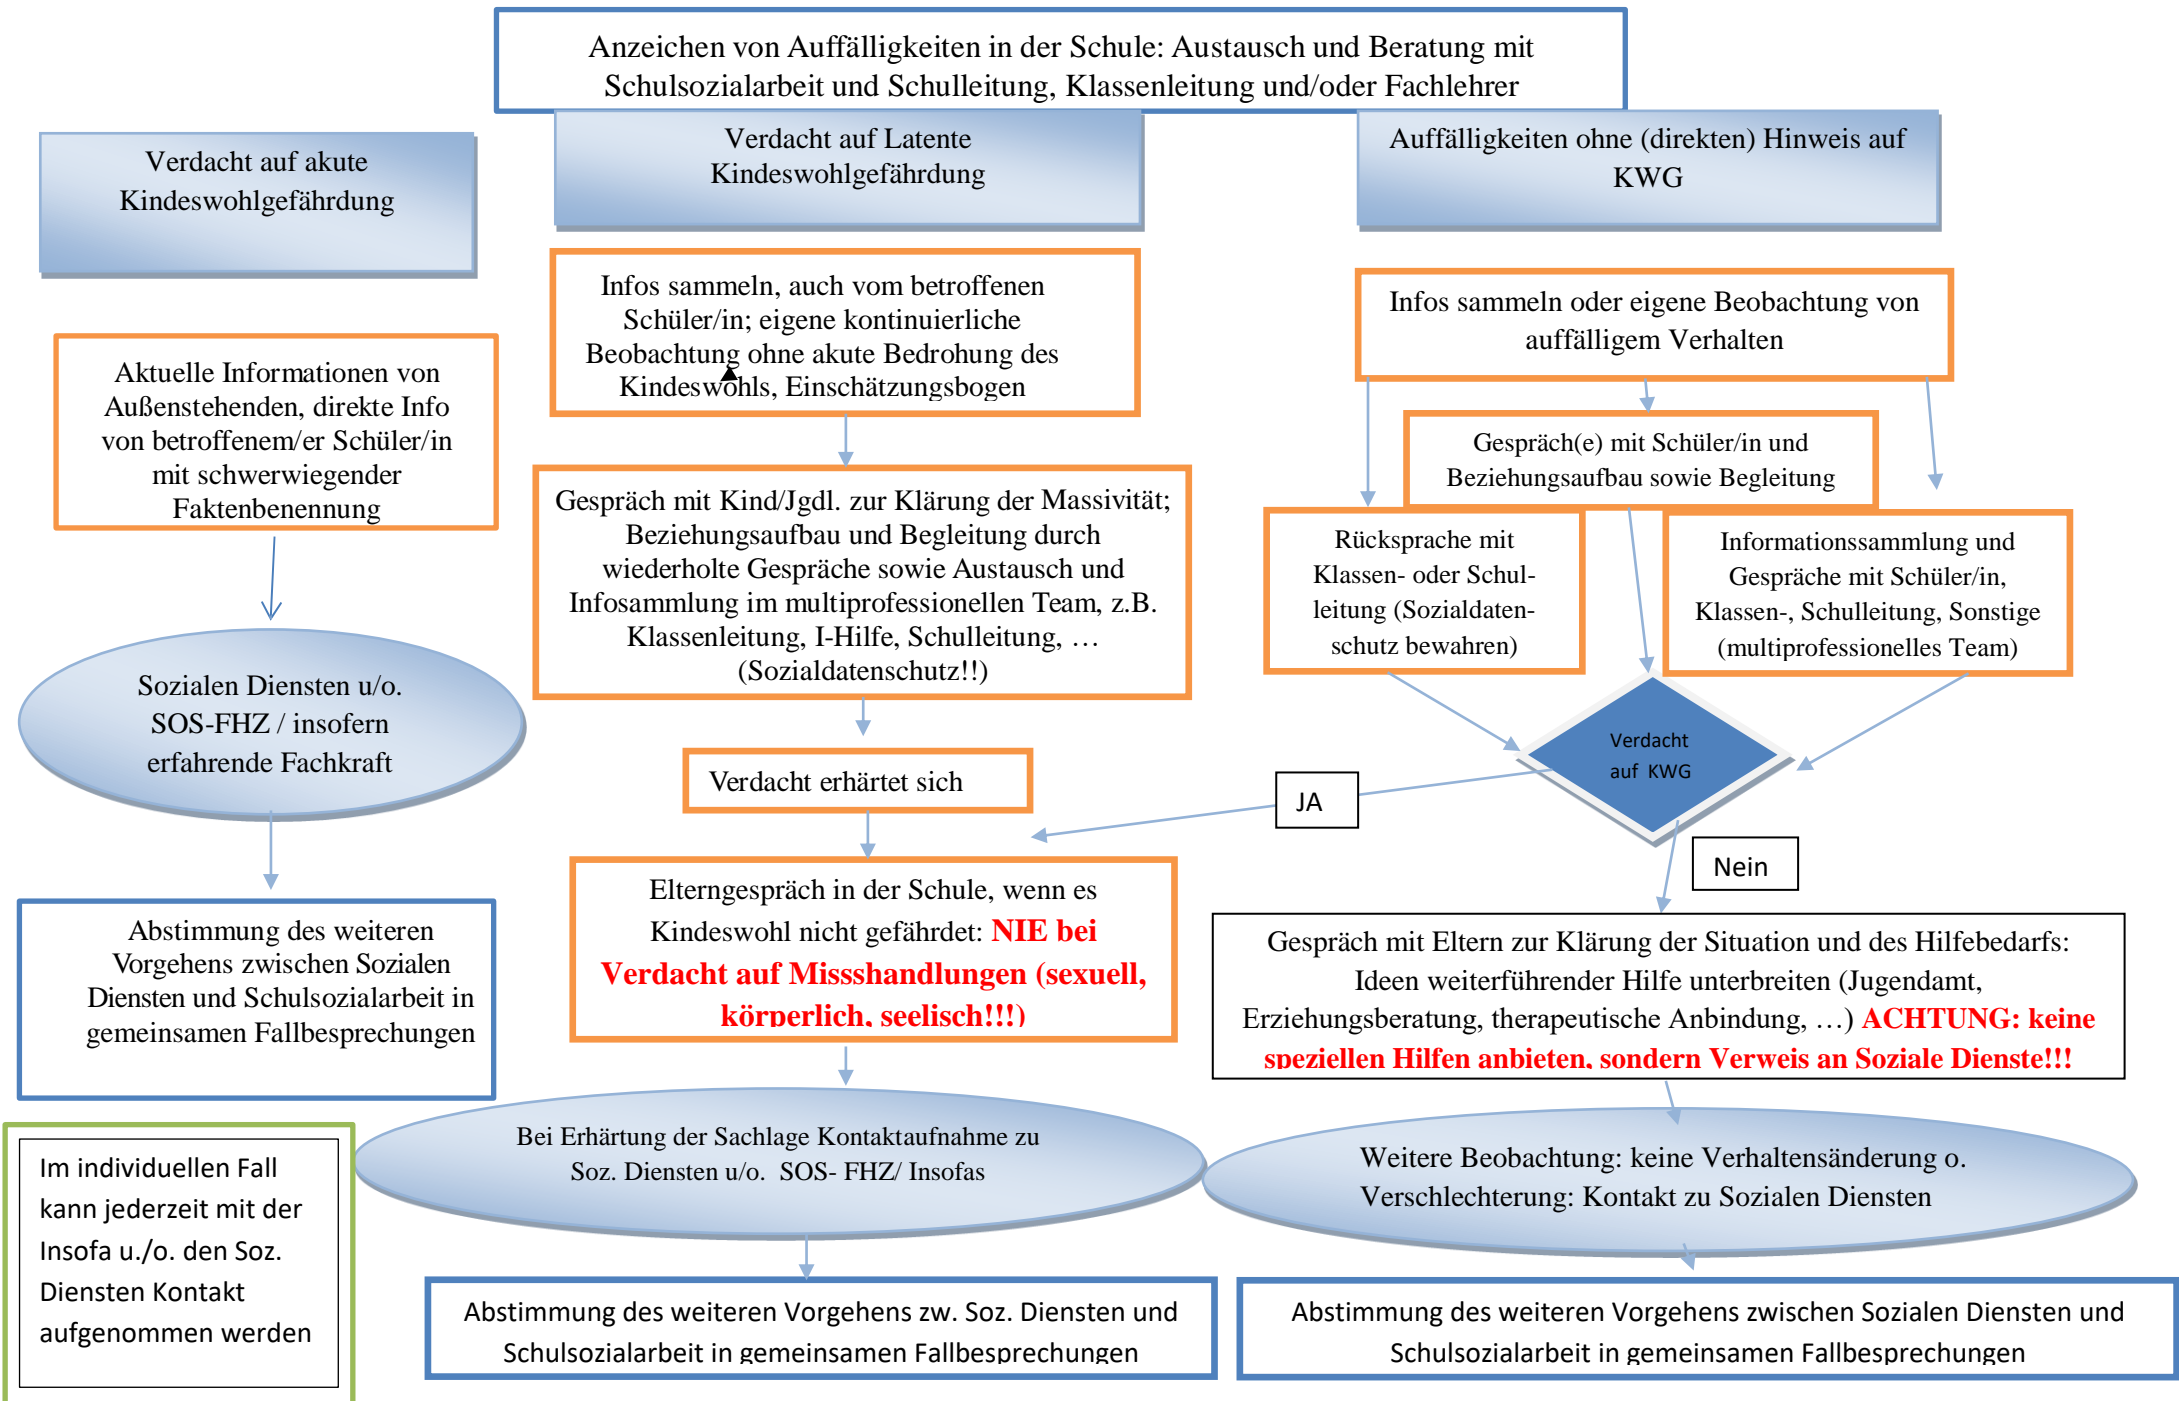 Anzeichen von Auffälligkeiten in der Schule: Austausch und Beratung mit
Schulsozialarbeit und Schulleitung, Klassenleitung und/oder Fachlehrer
Verdacht auf akute
Kindeswohlgefährdung
Aktuelle Informationen von
Außenstehenden, direkte Info
von betroffenem/er Schüler/in
mit schwerwiegender
Faktenbenennung
Sozialen Diensten u/o.
SOS-FHZ / insofern
erfahrende Fachkraft
Abstimmung des weiteren
Vorgehens zwischen Sozialen
Diensten und Schulsozialarbeit in
gemeinsamen Fallbesprechungen
Im individuellen Fall
kann jederzeit mit der
Insofa u./o. den Soz.
Diensten Kontakt
aufgenommen werden
Verdacht auf Latente
Kindeswohlgefährdung
Infos sammeln, auch vom betroffenen
Schüler/in; eigene kontinuierliche
Beobachtung ohne akute Bedrohung des
Kindeswohls, Einschätzungsbogen
Gespräch mit Kind/Jgdl. zur Klärung der Massivität;
Beziehungsaufbau und Begleitung durch
wiederholte Gespräche sowie Austausch und
Infosammlung im multiprofessionellen Team, z.B.
Klassenleitung, I-Hilfe, Schulleitung, …
(Sozialdatenschutz!!)
Verdacht erhärtet sich
Elterngespräch in der Schule, wenn es
Kindeswohl nicht gefährdet: NIE bei
Verdacht auf Missshandlungen (sexuell,
körperlich, seelisch!!!)
Bei Erhärtung der Sachlage Kontaktaufnahme zu
Soz. Diensten u/o. SOS- FHZ/ Insofas
Abstimmung des weiteren Vorgehens zw. Soz. Diensten und
Schulsozialarbeit in gemeinsamen Fallbesprechungen
Auffälligkeiten ohne (direkten) Hinweis auf
KWG
Infos sammeln oder eigene Beobachtung von
auffälligem Verhalten
Gespräch(e) mit Schüler/in und
Beziehungsaufbau sowie Begleitung
Rücksprache mit
Klassen- oder Schul-
leitung (Sozialdaten-
schutz bewahren)
Informationssammlung und
Gespräche mit Schüler/in,
Klassen-, Schulleitung, Sonstige
(multiprofessionelles Team)
Verdacht
auf KWG
JA
Nein
Gespräch mit Eltern zur Klärung der Situation und des Hilfebedarfs:
Ideen weiterführender Hilfe unterbreiten (Jugendamt,
Erziehungsberatung, therapeutische Anbindung, …) ACHTUNG: keine
speziellen Hilfen anbieten, sondern Verweis an Soziale Dienste!!!
Weitere Beobachtung: keine Verhaltensänderung o.
Verschlechterung: Kontakt zu Sozialen Diensten
Abstimmung des weiteren Vorgehens zwischen Sozialen Diensten und
Schulsozialarbeit in gemeinsamen Fallbesprechungen